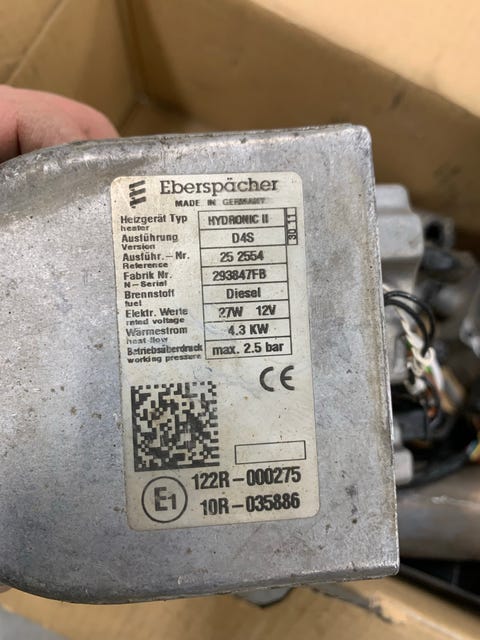 Eberspächer
MADE IN GERMANY
Heizgerät Typ HYDRONIC II
heater
Ausführung D4S
Version
Ausführ.-Nr. 25 2554
Reference
Fabrik Nr. 293847FB
N-Serial
Brennstoff Diesel
fuel
Elektr. Werte 27W 12V
rated voltage
Wärmestrom 4.3 KW
heat-flow
Betriebsüberdruck max. 2.5 bar
working pressure
30 11
CE
E1
122R-000275
10R-035886